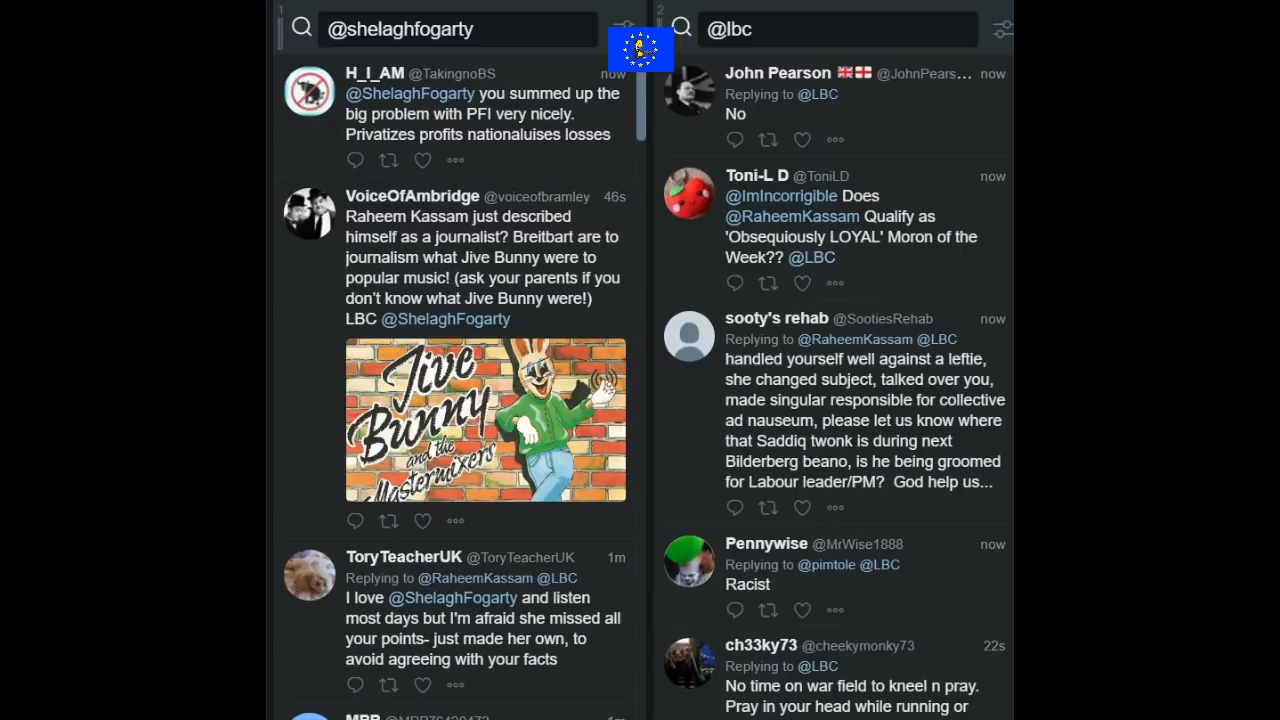 1
@shelaghfogarty
H_I_AM @TakingnoBS now
@ShelaghFogarty you summed up the
big problem with PFI very nicely.
Privatizes profits nationaluises losses
VoiceOfAmbridge @voiceofbramley 46s
Raheem Kassam just described
himself as a journalist? Breitbart are to
journalism what Jive Bunny were to
popular music! (ask your parents if you
don't know what Jive Bunny were!)
LBC @ShelaghFogarty
Jive
Bunny
and the
Mastermixers
ToryTeacherUK @ToryTeacherUK 1m
Replying to @RaheemKassam @LBC
I love @ShelaghFogarty and listen
most days but I'm afraid she missed all
your points- just made her own, to
avoid agreeing with your facts
2
@lbc
John Pearson @JohnPears... now
Replying to @LBC
No
Toni-L D @ToniLD now
@ImIncorrigible Does
@RaheemKassam Qualify as
'Obsequiously LOYAL' Moron of the
Week?? @LBC
sooty's rehab @SootiesRehab now
Replying to @RaheemKassam @LBC
handled yourself well against a leftie,
she changed subject, talked over you,
made singular responsible for collective
ad nauseum, please let us know where
that Saddiq twonk is during next
Bilderberg beano, is he being groomed
for Labour leader/PM? God help us...
Pennywise @MrWise1888 now
Replying to @pimtole @LBC
Racist
ch33ky73 @cheekymonky73 22s
Replying to @LBC
No time on war field to kneel n pray.
Pray in your head while running or